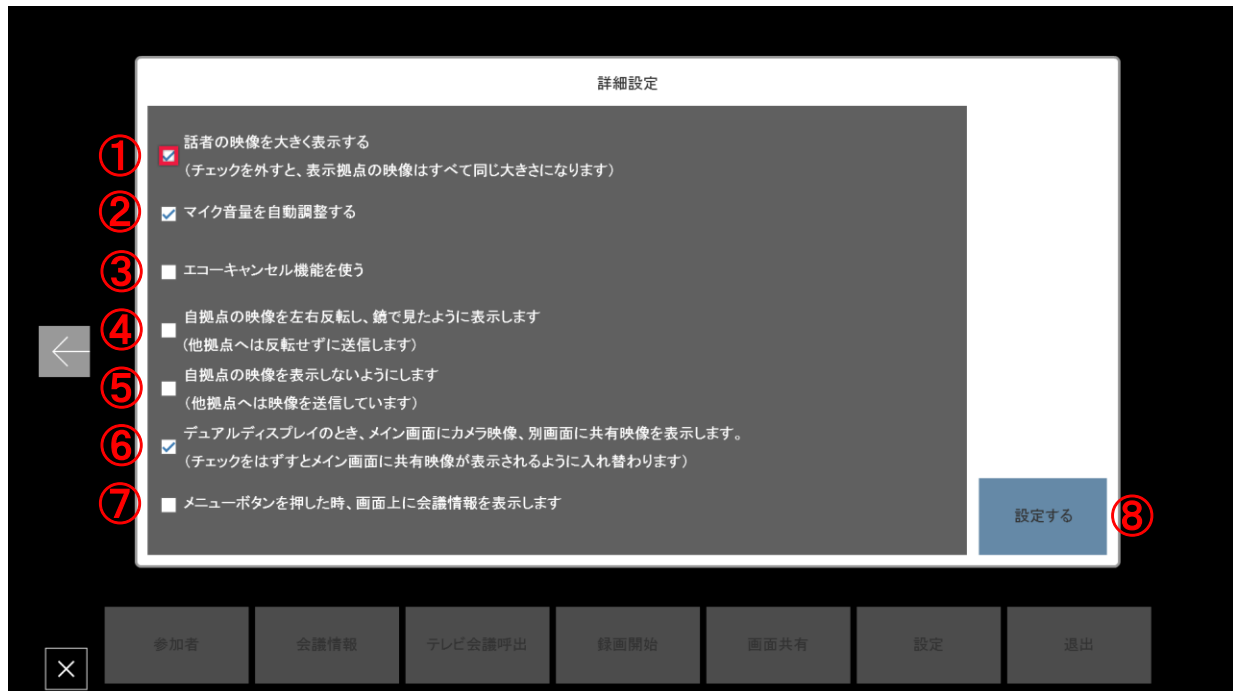 詳細設定
① 話者の映像を大きく表示する
(チェックを外すと、表示拠点の映像はすべて同じ大きさになります)
② マイク音量を自動調整する
③ エコーキャンセル機能を使う
④ 自拠点の映像を左右反転し、鏡で見たように表示します
(他拠点へは反転せずに送信します)
⑤ 自拠点の映像を表示しないようにします
(他拠点へは映像を送信しています)
⑥ デュアルディスプレイのとき、メイン画面にカメラ映像、別画面に共有映像を表示します。
(チェックをはずすとメイン画面に共有映像が表示されるように入れ替わります)
⑦ メニューボタンを押した時、画面上に会議情報を表示します
設定する ⑧
参加者 会議情報 テレビ会議呼出 録画開始 画面共有 設定 退出